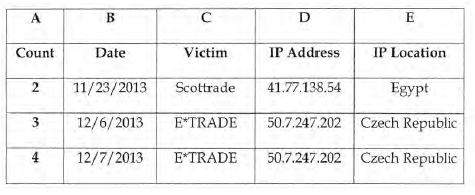 A B C D E
Count Date Victim IP Address IP Location
2 11/23/2013 Scottrade 41.77.138.54 Egypt
3 12/6/2013 E*TRADE 50.7.247.202 Czech Republic
4 12/7/2013 E*TRADE 50.7.247.202 Czech Republic